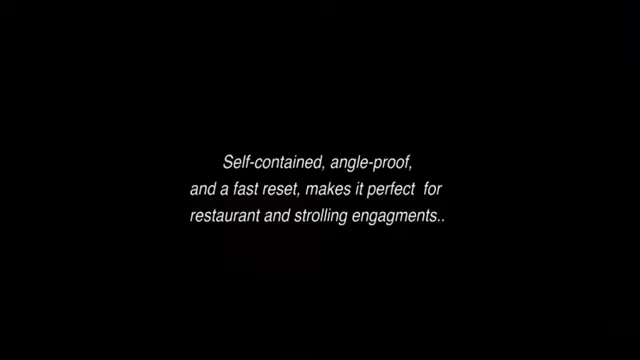 Self-contained, angle-proof,
and a fast reset, makes it perfect  for
restaurant and strolling engagments..